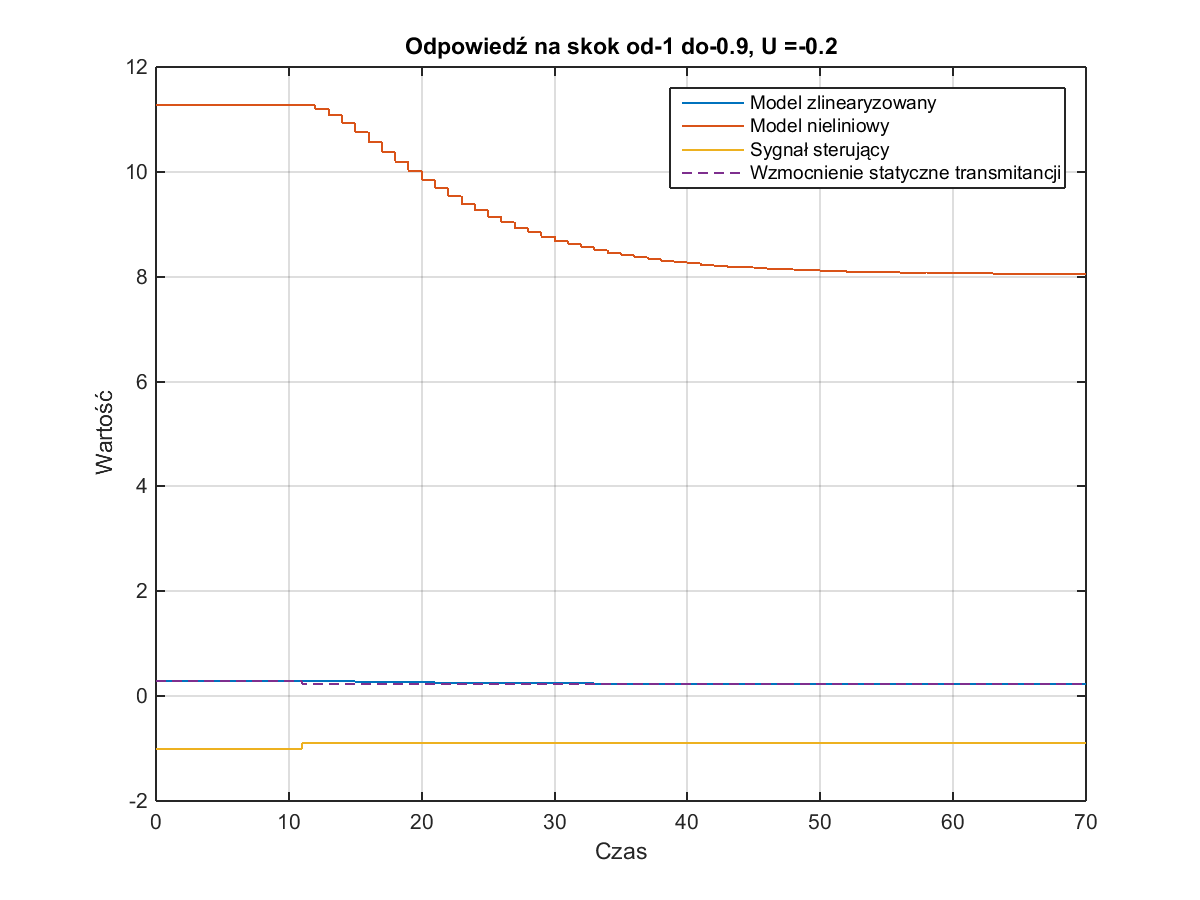 Odpowiedź na skok od-1 do-0.9, U =-0.2
12
10
8
6
4
2
0
-2
Wartość
Model zlinearyzowany
Model nieliniowy
Sygnał sterujący
Wzmocnienie statyczne transmitancji
0 10 20 30 40 50 60 70
Czas